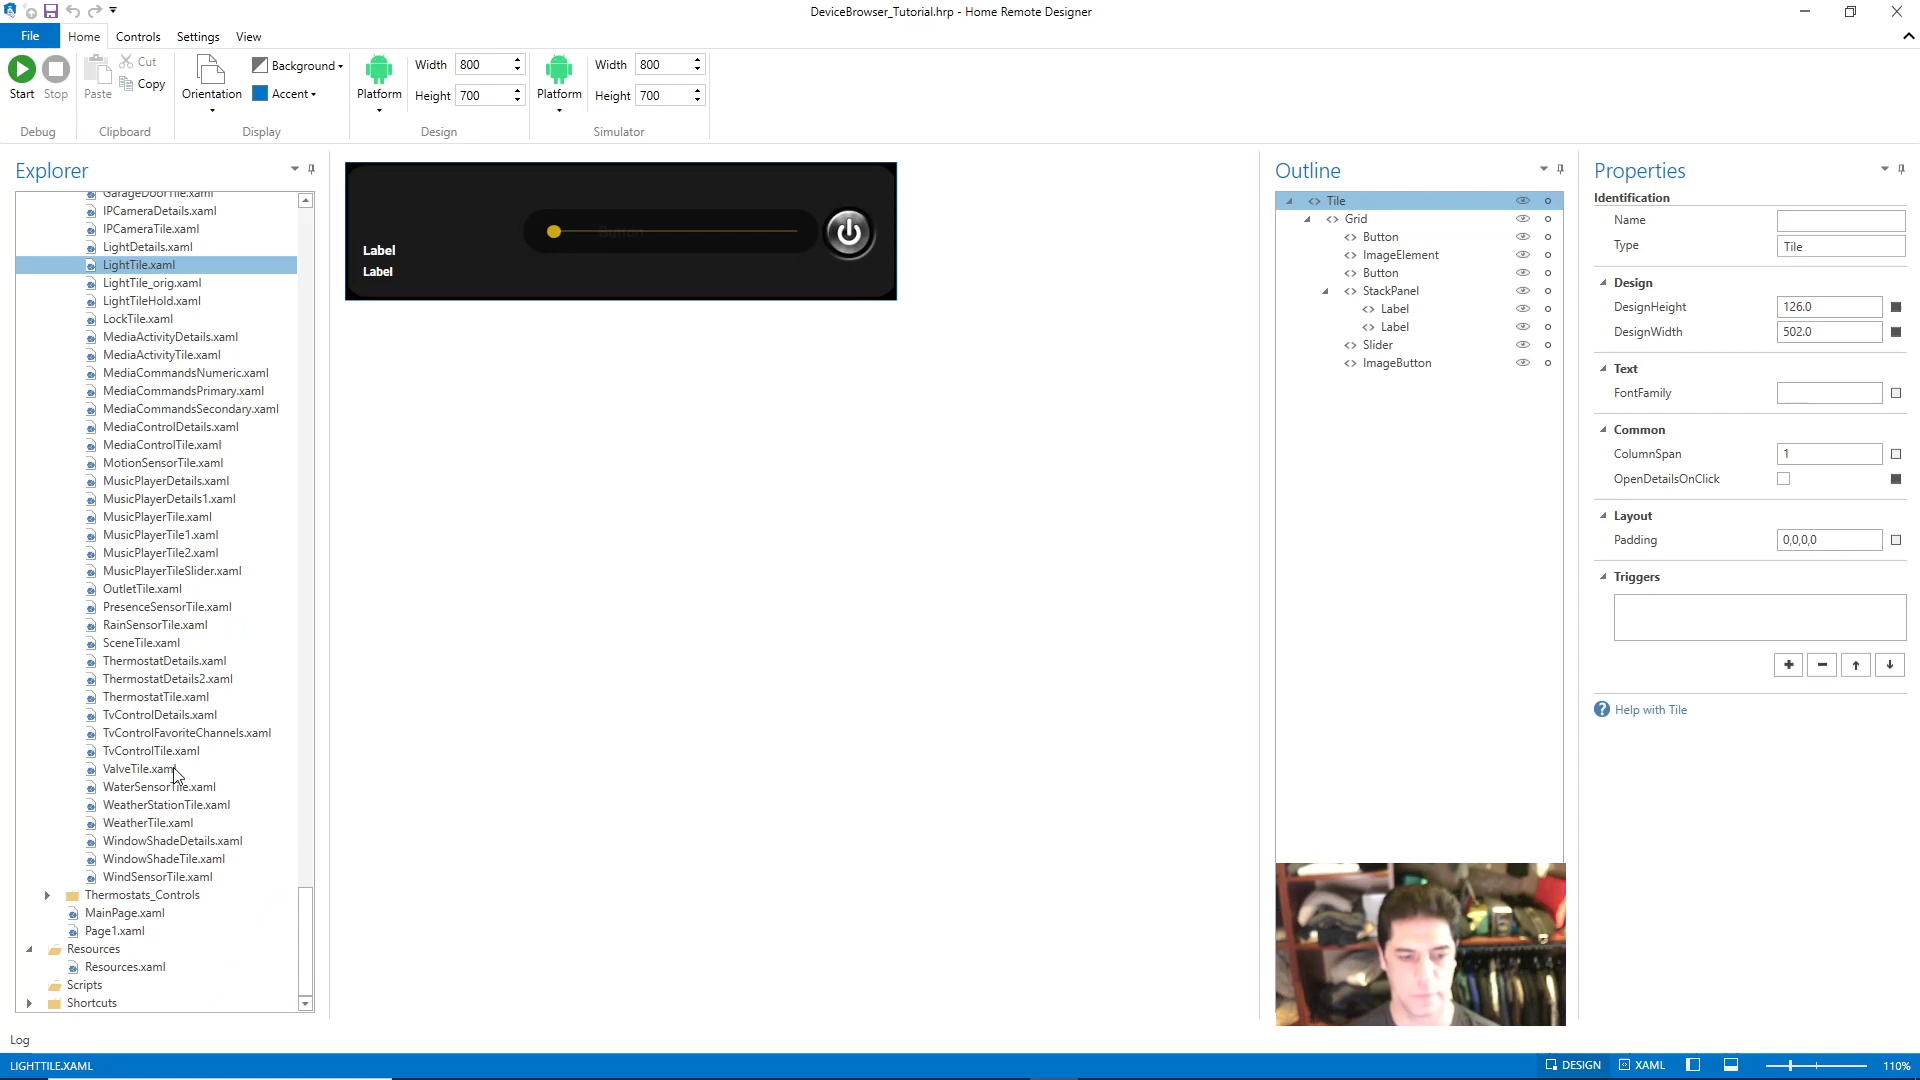 DeviceBrowser_Tutorial.hrp - Home Remote Designer
File Home Controls Settings View
Start
Stop
Debug
Paste
Cut
Copy
Clipboard
Orientation
Background
Accent
Display
Platform
Width 800
Height 700
Design
Platform
Width 800
Height 700
Simulator
Explorer
GarageDoorTile.xaml
IPCameraDetails.xaml
IPCameraTile.xaml
LightDetails.xaml
LightTile.xaml
LightTile_orig.xaml
LightTileHold.xaml
LockTile.xaml
MediaActivityDetails.xaml
MediaActivityTile.xaml
MediaCommandsNumeric.xaml
MediaCommandsPrimary.xaml
MediaCommandsSecondary.xaml
MediaControlDetails.xaml
MediaControlTile.xaml
MotionSensorTile.xaml
MusicPlayerDetails.xaml
MusicPlayerDetails1.xaml
MusicPlayerTile.xaml
MusicPlayerTile1.xaml
MusicPlayerTile2.xaml
MusicPlayerTileSlider.xaml
OutletTile.xaml
PresenceSensorTile.xaml
RainSensorTile.xaml
SceneTile.xaml
ThermostatDetails.xaml
ThermostatDetails2.xaml
ThermostatTile.xaml
TvControlDetails.xaml
TvControlFavoriteChannels.xaml
TvControlTile.xaml
ValveTile.xaml
WaterSensorTile.xaml
WeatherStationTile.xaml
WeatherTile.xaml
WindowShadeDetails.xaml
WindowShadeTile.xaml
WindSensorTile.xaml
Thermostats_Controls
MainPage.xaml
Page1.xaml
Resources
Resources.xaml
Scripts
Shortcuts
Button
Label
Label
Outline
Tile
Grid
Button
ImageElement
Button
StackPanel
Label
Label
Slider
ImageButton
Properties
Identification
Name
Type Tile
Design
DesignHeight 126.0
DesignWidth 502.0
Text
FontFamily
Common
ColumnSpan 1
OpenDetailsOnClick
Layout
Padding 0,0,0,0
Triggers
? Help with Tile
Log
LIGHTTILE.XAML
DESIGN
XAML
110%